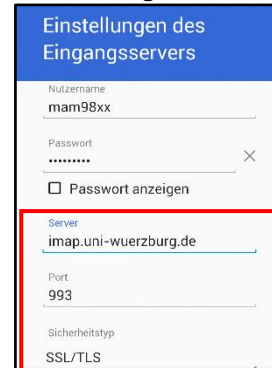 Einstellungen des
Eingangsservers
Nutzername
mam98xx
Passwort
•••••••••
Passwort anzeigen
Server
imap.uni-wuerzburg.de
Port
993
Sicherheitstyp
SSL/TLS